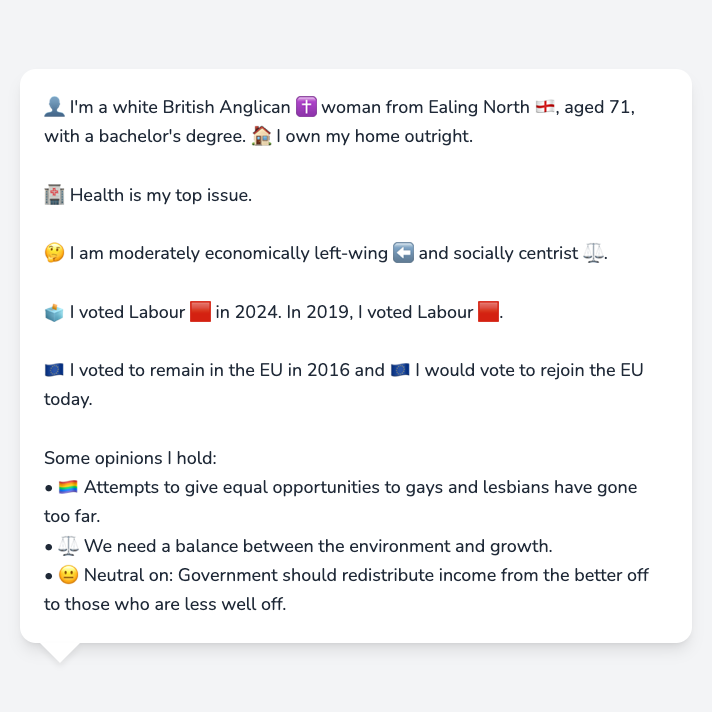 👤 I'm a white British Anglican ✝️ woman from Ealing North 🏴󠁧󠁢󠁥󠁮󠁧󠁿, aged 71,
with a bachelor's degree. 🏠 I own my home outright.
🏥 Health is my top issue.
🤔 I am moderately economically left-wing ⬅️ and socially centrist ⚖️.
🗳️ I voted Labour 🟥 in 2024. In 2019, I voted Labour 🟥.
🇪🇺 I voted to remain in the EU in 2016 and 🇪🇺 I would vote to rejoin the EU
today.
Some opinions I hold:
• 🏳️‍🌈 Attempts to give equal opportunities to gays and lesbians have gone
too far.
• ⚖️ We need a balance between the environment and growth.
• 😐 Neutral on: Government should redistribute income from the better off
to those who are less well off.